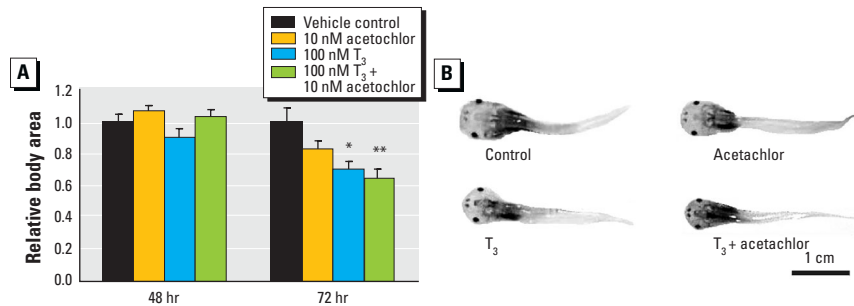 Vehicle control
10 nM acetochlor
100 nM T3
100 nM T3 +
10 nM acetochlor
A
Relative body area
1.2
1.0
0.8
0.6
0.4
0.2
0.0
*
**
48 hr
72 hr
B
Control
Acetachlor
T3
T3 + acetachlor
1 cm